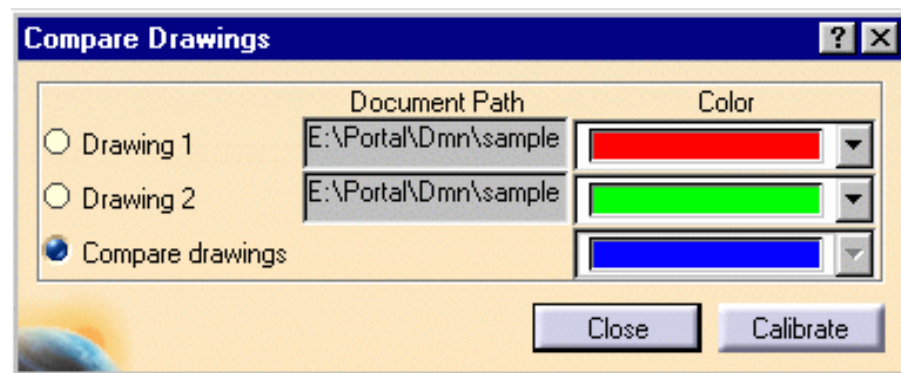 Compare Drawings
Document Path Color
Drawing 1 E:\Portal\Dmn\sample
Drawing 2 E:\Portal\Dmn\sample
Compare drawings
Close Calibrate